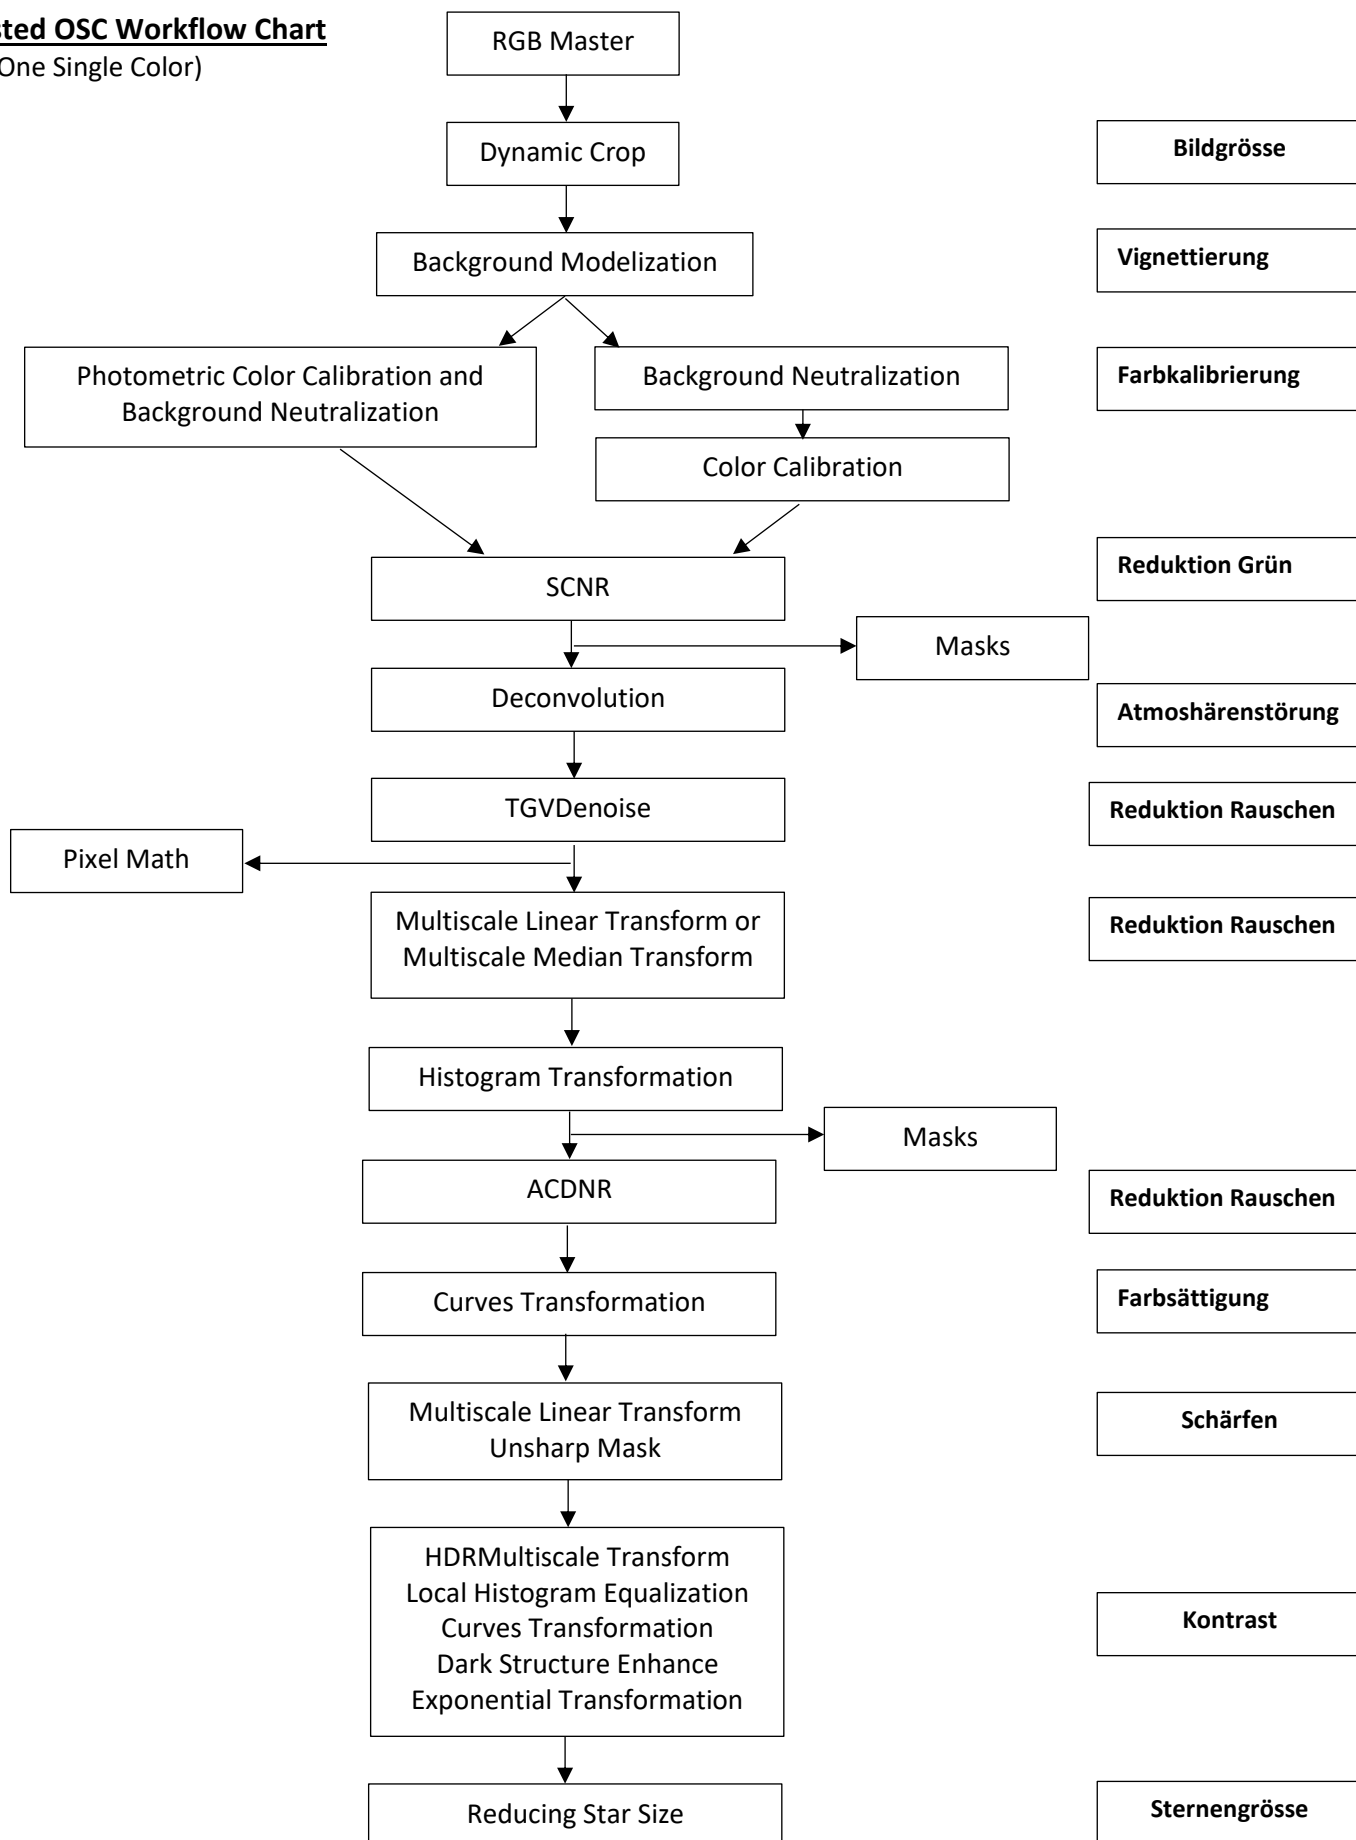 sted OSC Workflow Chart
One Single Color)
RGB Master
Dynamic Crop
Bildgrösse
Background Modelization
Vignettierung
Photometric Color Calibration and
Background Neutralization
Background Neutralization
Farbkalibrierung
Color Calibration
SCNR
Reduktion Grün
Masks
Deconvolution
Atmoshärenstörung
TGVDenoise
Reduktion Rauschen
Pixel Math
Multiscale Linear Transform or
Multiscale Median Transform
Reduktion Rauschen
Histogram Transformation
Masks
ACDNR
Reduktion Rauschen
Curves Transformation
Farbsättigung
Multiscale Linear Transform
Unsharp Mask
Schärfen
HDRMultiscale Transform
Local Histogram Equalization
Curves Transformation
Dark Structure Enhance
Exponential Transformation
Kontrast
Reducing Star Size
Sternengrösse